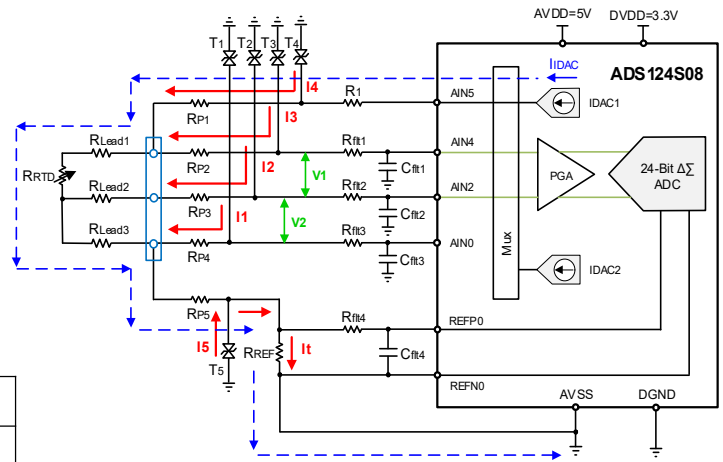 AVDD=5V DVDD=3.3V
T1 T2 T3 T4
IIDAC
ADS124S08
I4
R1
AIN5
IDAC1
RP1
I3
RLead1
RP2
I2
Rflt1
AIN4
Cflt1
PGA
24-Bit ΔΣ
ADC
RRTD
V1
RLead2
RP3
I1
Rflt2
AIN2
Cflt2
V2
RLead3
RP4
Rflt3
AIN0
Cflt3
Mux
IDAC2
RP5
I5
T5
RREF
It
Rflt4
REFP0
Cflt4
REFN0
AVSS
DGND